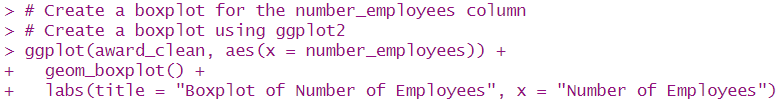 > # Create a boxplot for the number_employees column
> # Create a boxplot using ggplot2
> ggplot(award_clean, aes(x = number_employees)) +
+   geom_boxplot() +
+   labs(title = "Boxplot of Number of Employees", x = "Number of Employees")